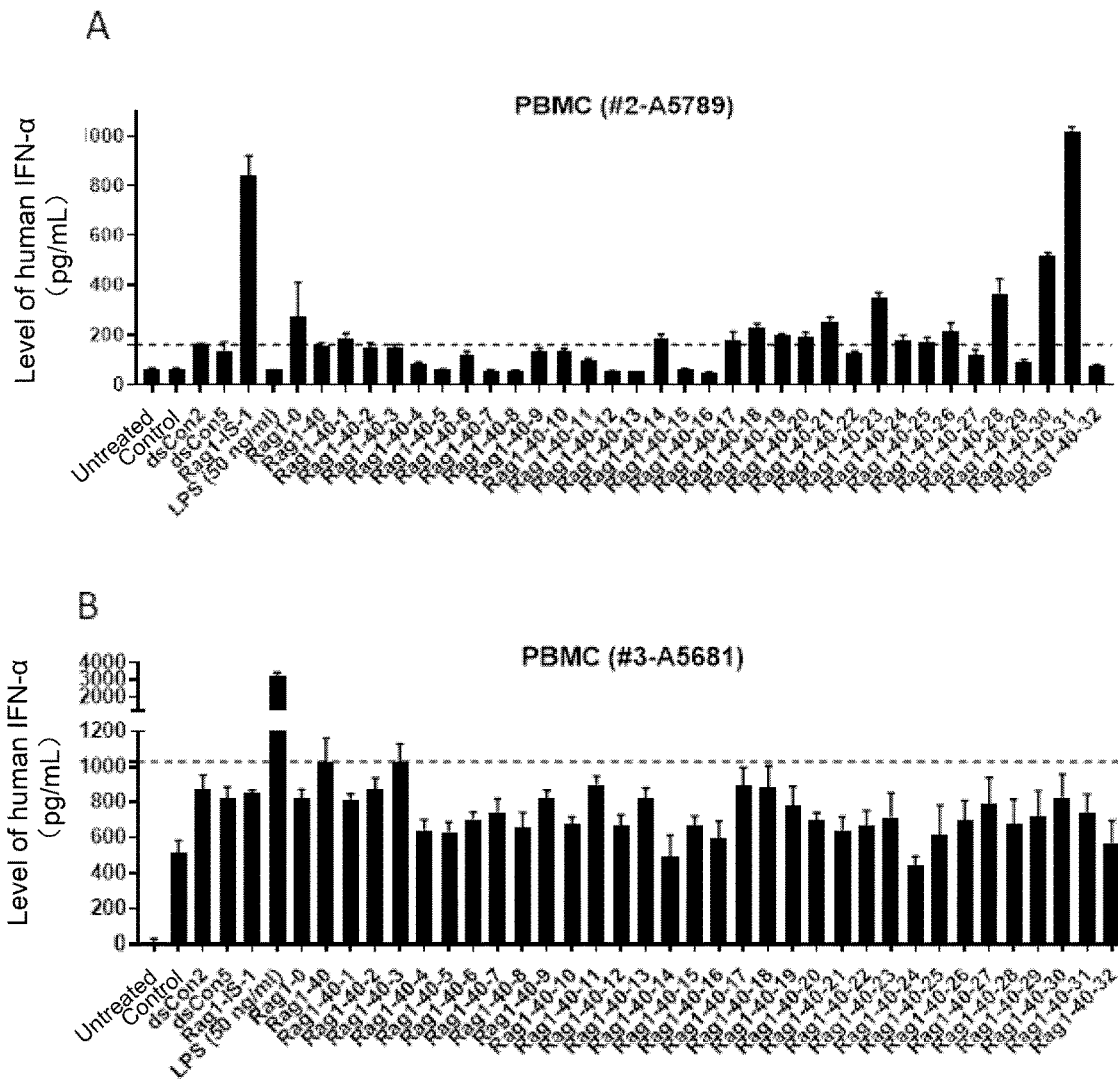 A
PBMC (#2-A5789)
Level of human IFN-α
(pg/mL)
1000
800
600
400
200
0
Untreated
Control
dsCon2
dsCon5
Rag1-IS-1
LPS (50 ng/ml)
Rag1-0
Rag1-40
Rag1-40-1
Rag1-40-2
Rag1-40-3
Rag1-40-4
Rag1-40-5
Rag1-40-6
Rag1-40-7
Rag1-40-8
Rag1-40-9
Rag1-40-10
Rag1-40-11
Rag1-40-12
Rag1-40-13
Rag1-40-14
Rag1-40-15
Rag1-40-16
Rag1-40-17
Rag1-40-18
Rag1-40-19
Rag1-40-20
Rag1-40-21
Rag1-40-22
Rag1-40-23
Rag1-40-24
Rag1-40-25
Rag1-40-26
Rag1-40-27
Rag1-40-28
Rag1-40-29
Rag1-40-30
Rag1-40-31
Rag1-40-32
B
PBMC (#3-A5681)
Level of human IFN-α
(pg/mL)
4000
3000
2000
1200
1000
800
600
400
200
0
Untreated
Control
dsCon2
dsCon5
Rag1-IS-1
LPS (50 ng/ml)
Rag1-0
Rag1-40
Rag1-40-1
Rag1-40-2
Rag1-40-3
Rag1-40-4
Rag1-40-5
Rag1-40-6
Rag1-40-7
Rag1-40-8
Rag1-40-9
Rag1-40-10
Rag1-40-11
Rag1-40-12
Rag1-40-13
Rag1-40-14
Rag1-40-15
Rag1-40-16
Rag1-40-17
Rag1-40-18
Rag1-40-19
Rag1-40-20
Rag1-40-21
Rag1-40-22
Rag1-40-23
Rag1-40-24
Rag1-40-25
Rag1-40-26
Rag1-40-27
Rag1-40-28
Rag1-40-29
Rag1-40-30
Rag1-40-31
Rag1-40-32